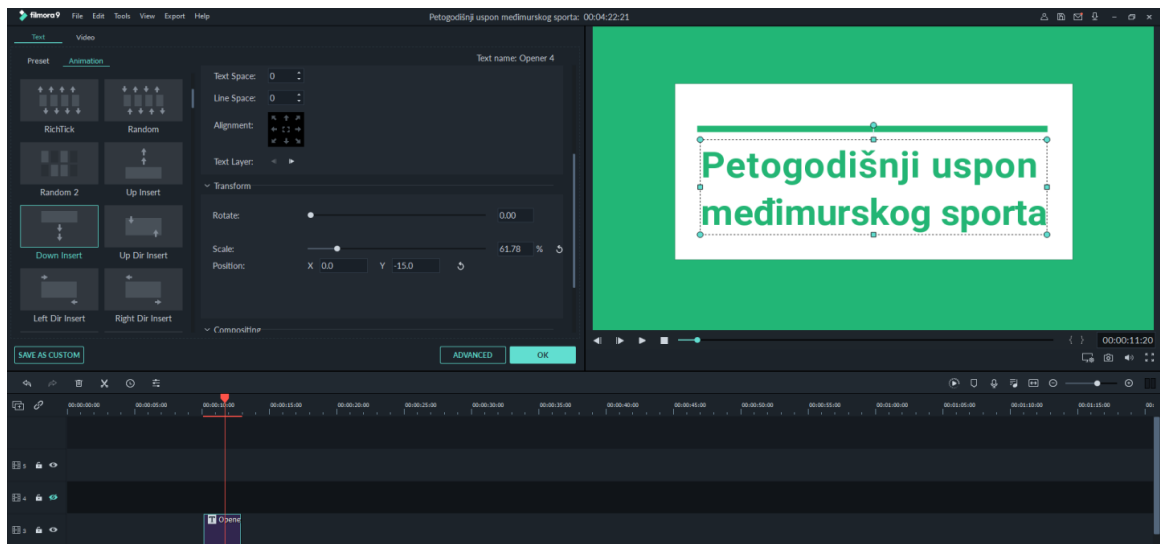 filmora9 File Edit Tools View Export Help
Petogodišnji uspon međimurskog sporta: 00:04:22:21
Text Video
Preset Animation
Text name: Opener 4
RichTick Random
Random 2 Up Insert
Down Insert Up Dir Insert
Left Dir Insert Right Dir Insert
Text Space: 0
Line Space: 0
Alignment:
Text Layer:
Transform
Rotate: 0.00
Scale: 61.78 %
Position: X 0.0 Y -15.0
Compositing
SAVE AS CUSTOM ADVANCED OK
Petogodišnji uspon
međimurskog sporta
{ } 00:00:11:20
00:00:00:00 00:00:05:00 00:00:10:00 00:00:15:00 00:00:20:00 00:00:25:00 00:00:30:00 00:00:35:00 00:00:40:00 00:00:45:00 00:00:50:00 00:00:55:00 00:01:00:00 00:01:05:00 00:01:10:00 00:01:15:00 00:
5
4
3
T Opene